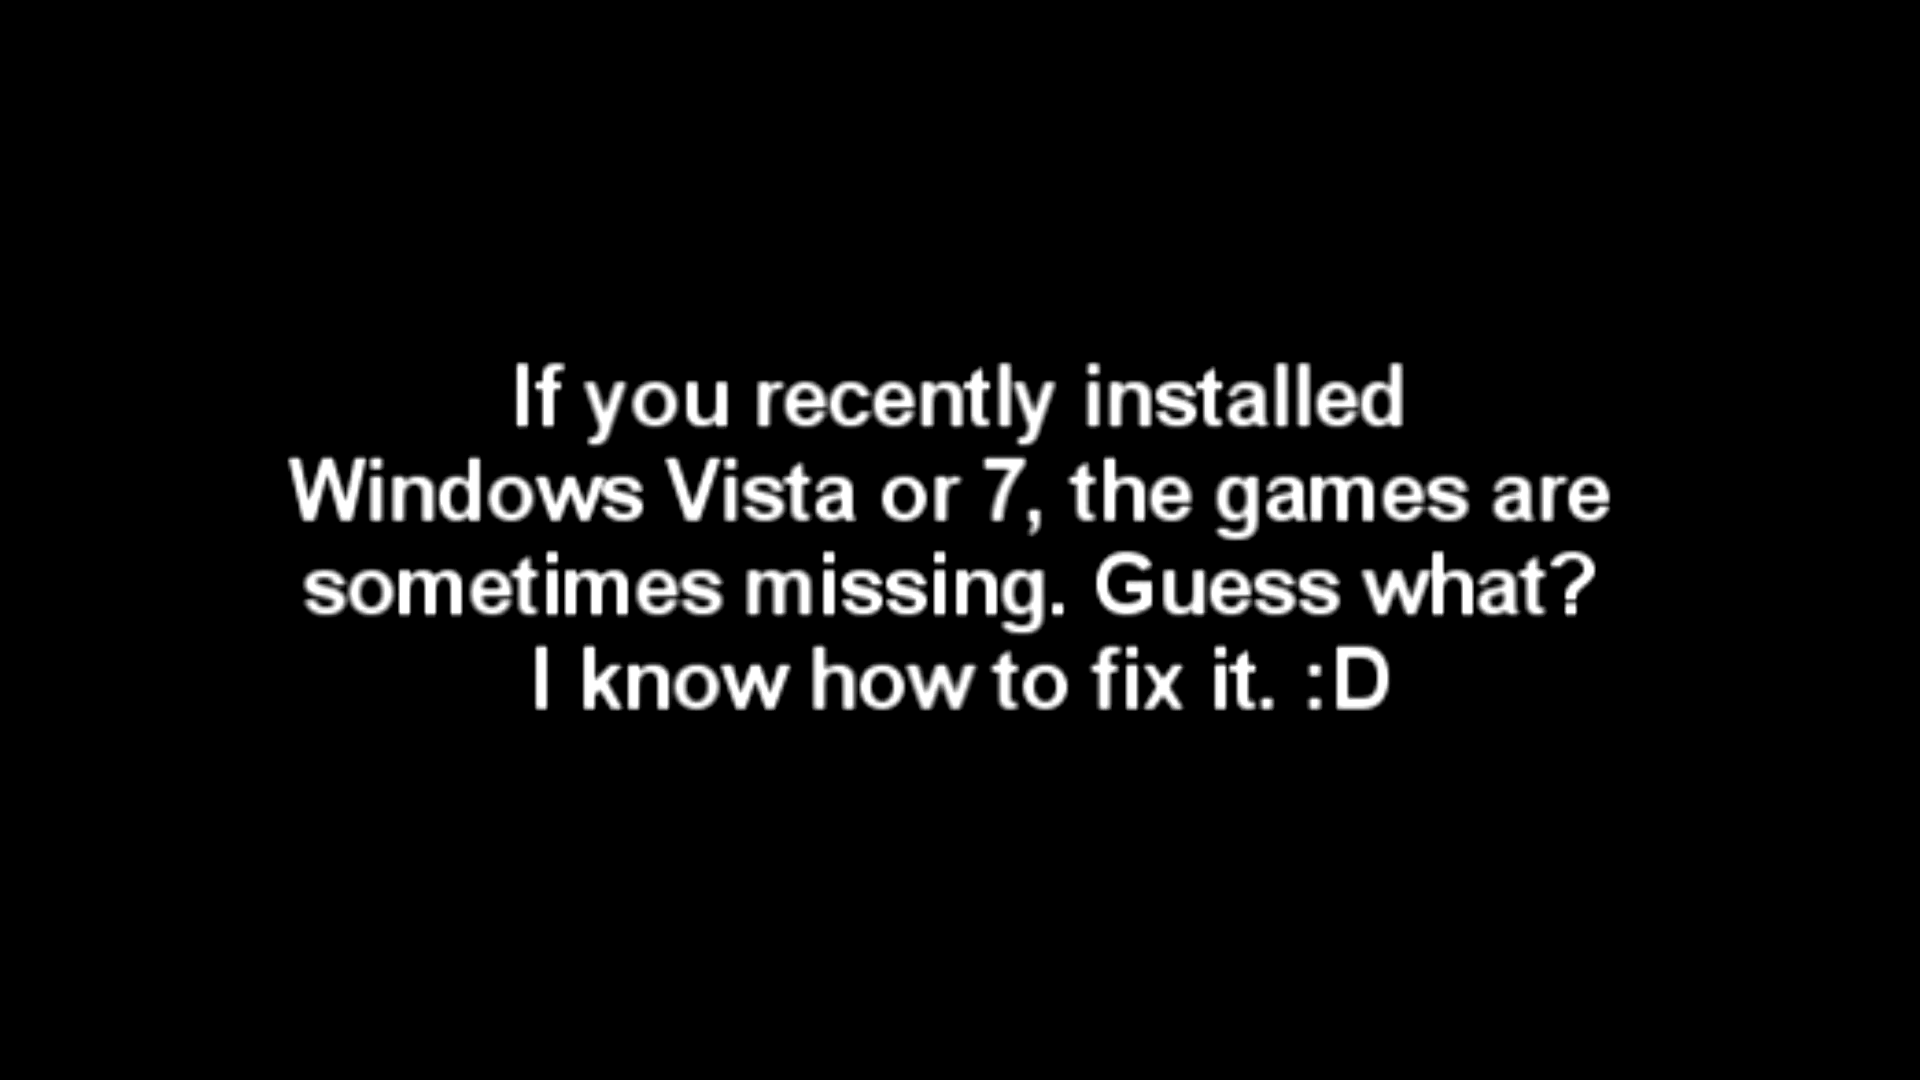 If you recently installed
Windows Vista or 7, the games are
sometimes missing. Guess what?
I know how to fix it. :D